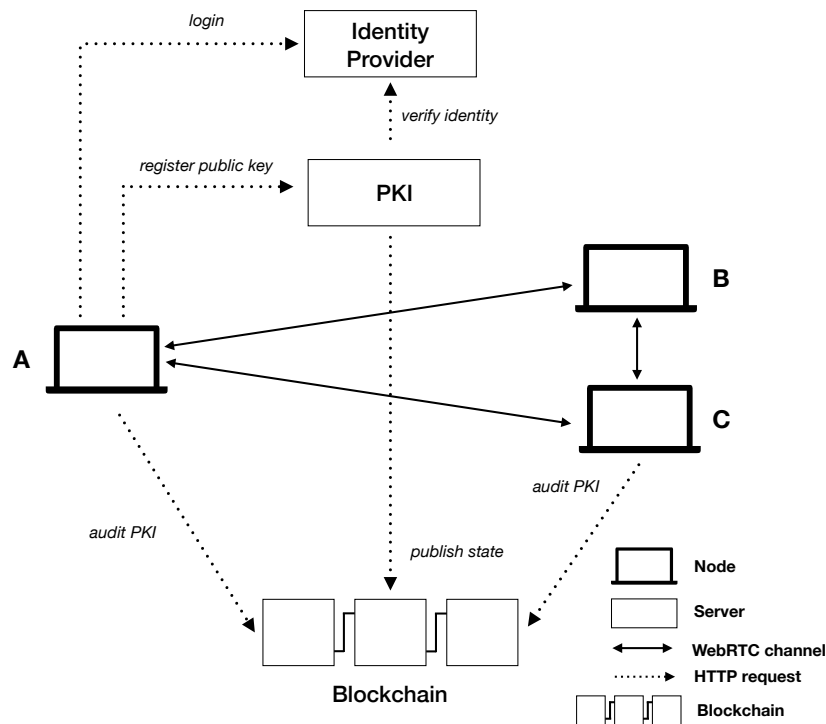 login
Identity
Provider
verify identity
register public key
PKI
B
A
C
audit PKI
audit PKI
publish state
Node
Server
WebRTC channel
HTTP request
Blockchain
Blockchain